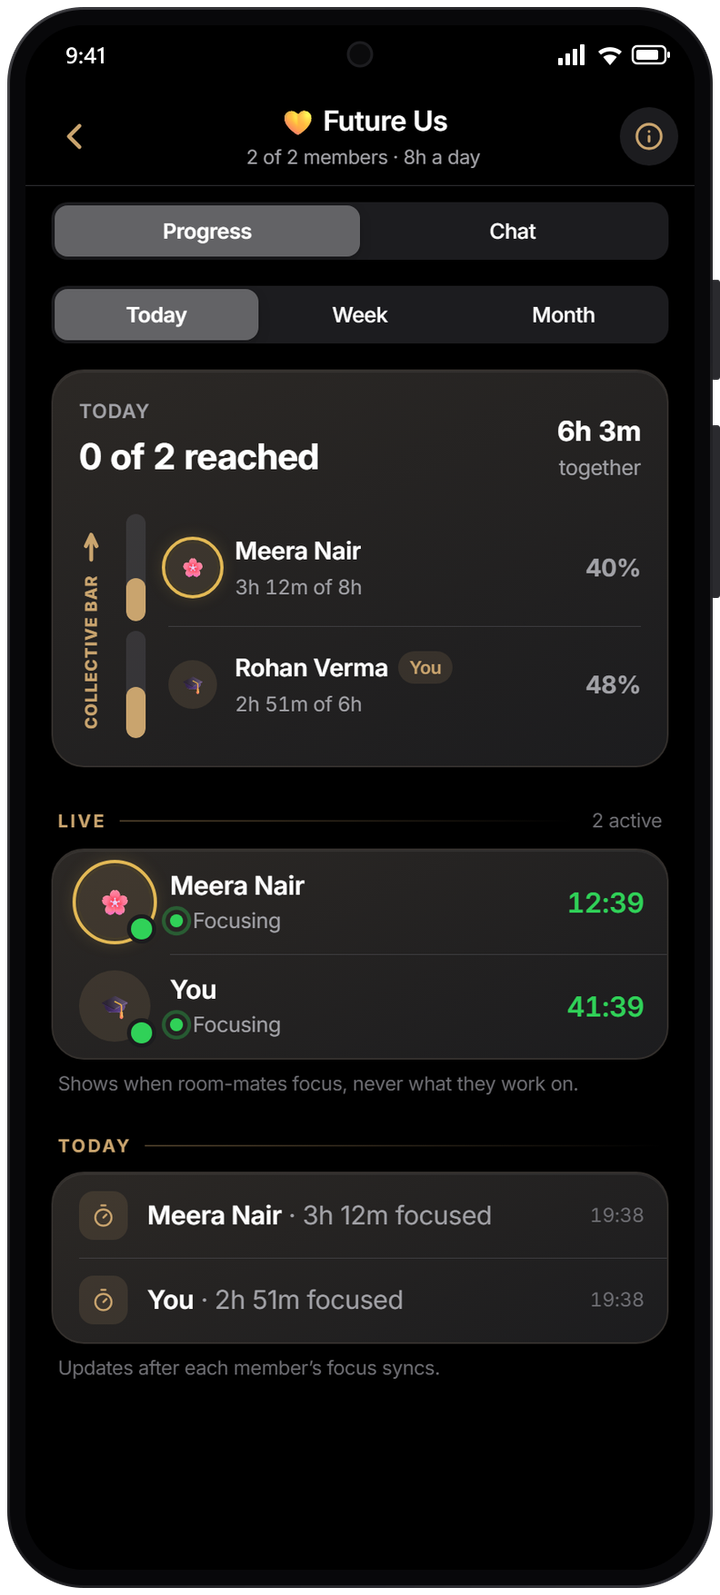 9:41
🧡 Future Us
2 of 2 members · 8h a day
Progress
Chat
Today
Week
Month
TODAY
0 of 2 reached
6h 3m
together
COLLECTIVE BAR →
Meera Nair
3h 12m of 8h
40%
Rohan Verma You
2h 51m of 6h
48%
LIVE
2 active
Meera Nair
Focusing
12:39
You
Focusing
41:39
Shows when room-mates focus, never what they work on.
TODAY
Meera Nair · 3h 12m focused
19:38
You · 2h 51m focused
19:38
Updates after each member’s focus syncs.